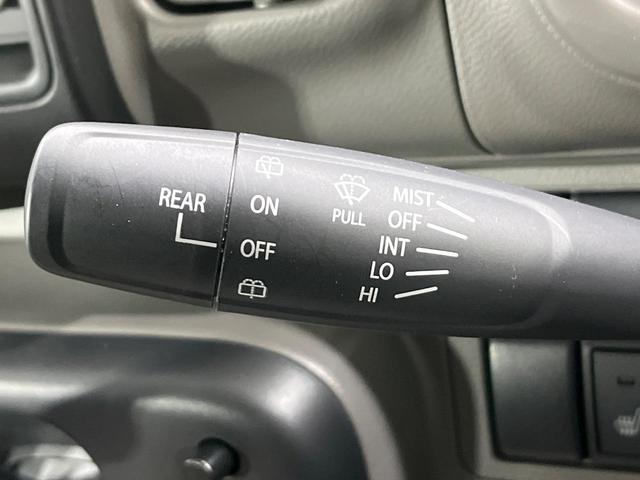 REAR
ON
OFF
PULL
MIST
OFF
INT
LO
HI